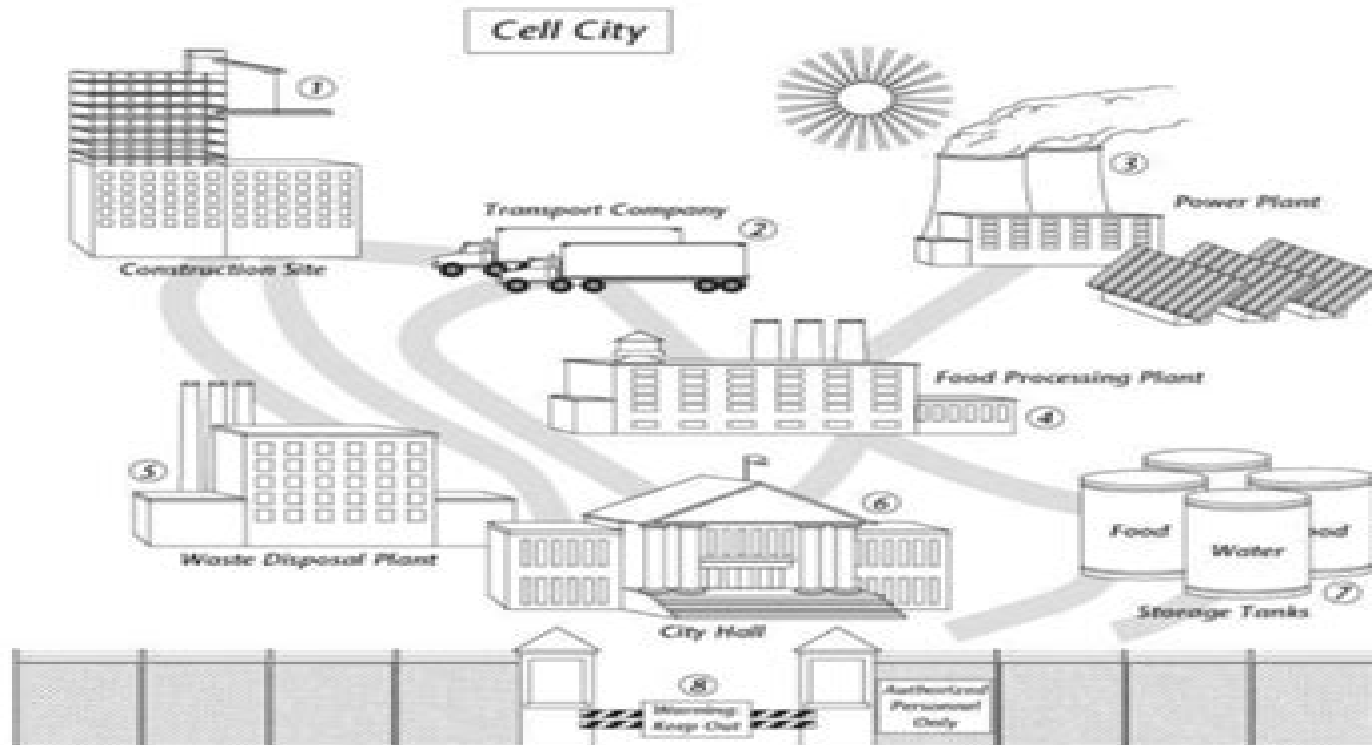 Cell City
1
Transport Company
2
3
Power Plant
Construction Site
Food Processing Plant
4
5
6
Food
Water
Waste Disposal Plant
Storage Tanks
7
City Hall
8
Warning:
Keep Out
Authorized
Personnel
Only